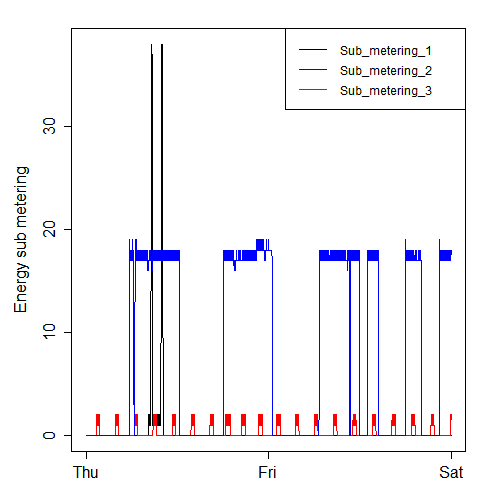 Sub_metering_1
Sub_metering_2
Sub_metering_3
Energy sub metering
30
20
10
0
Thu Fri Sat